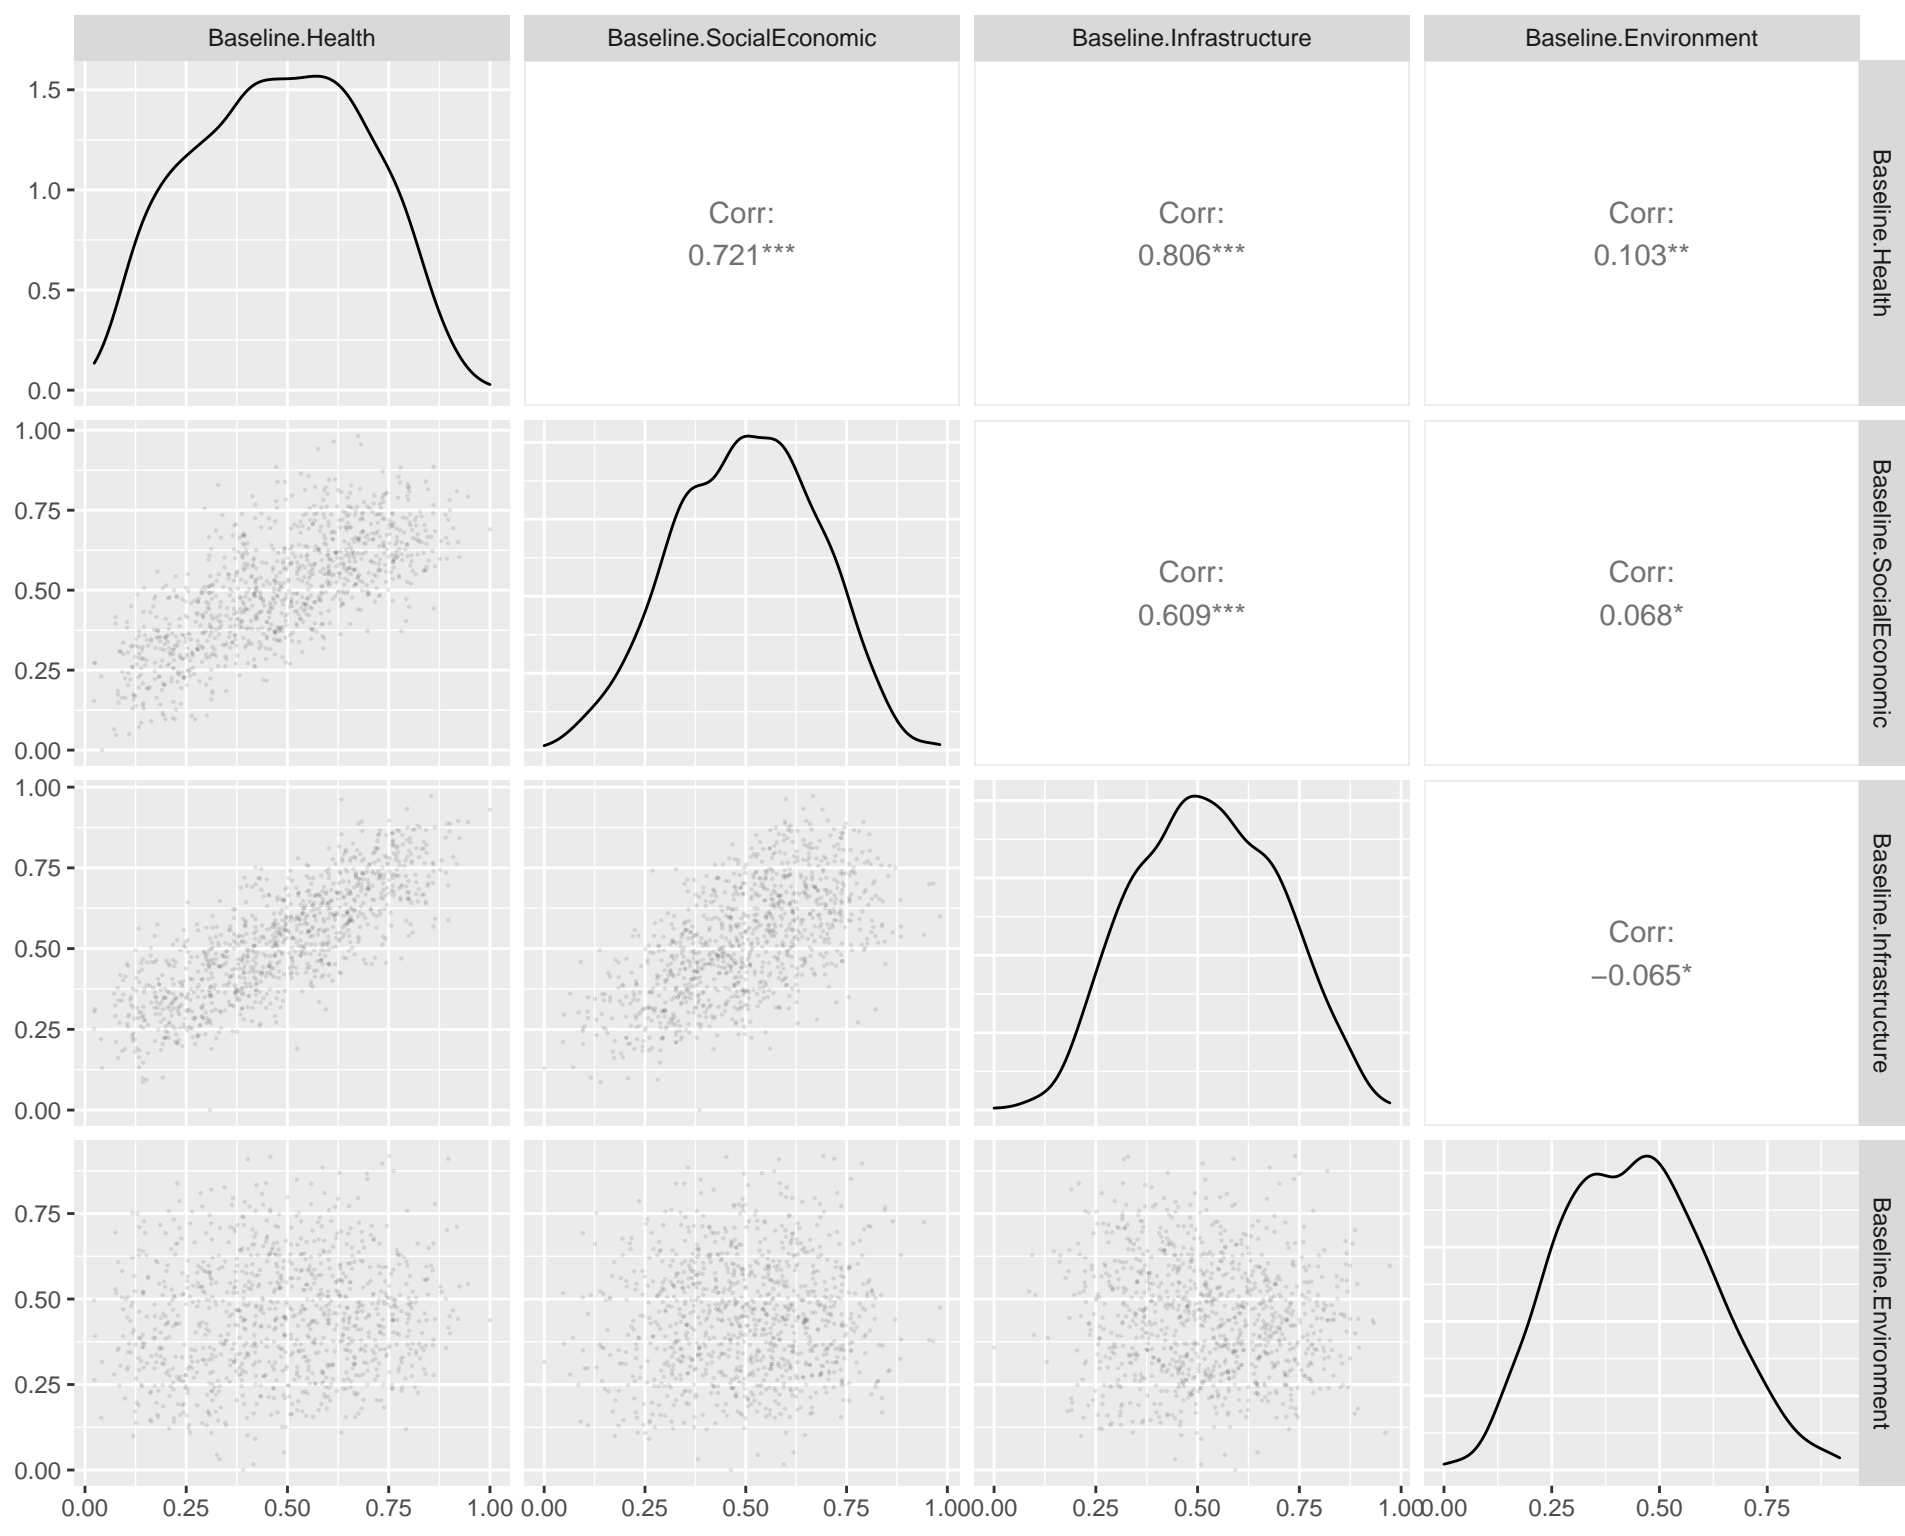 Baseline.Health Baseline.SocialEconomic Baseline.Infrastructure Baseline.Environment
1.5
1.0
0.5
0.0
Corr:
0.721***
Corr:
0.806***
Corr:
0.103**
Baseline.Health
1.00
0.75
0.50
0.25
0.00
Corr:
0.609***
Corr:
0.068*
Baseline.SocialEconomic
1.00
0.75
0.50
0.25
0.00
Corr:
−0.065*
Baseline.Infrastructure
0.75
0.50
0.25
0.00
Baseline.Environment
0.00 0.25 0.50 0.75 1.00 0.00 0.25 0.50 0.75 1.00 0.00 0.25 0.50 0.75 1.00 0.00 0.25 0.50 0.75